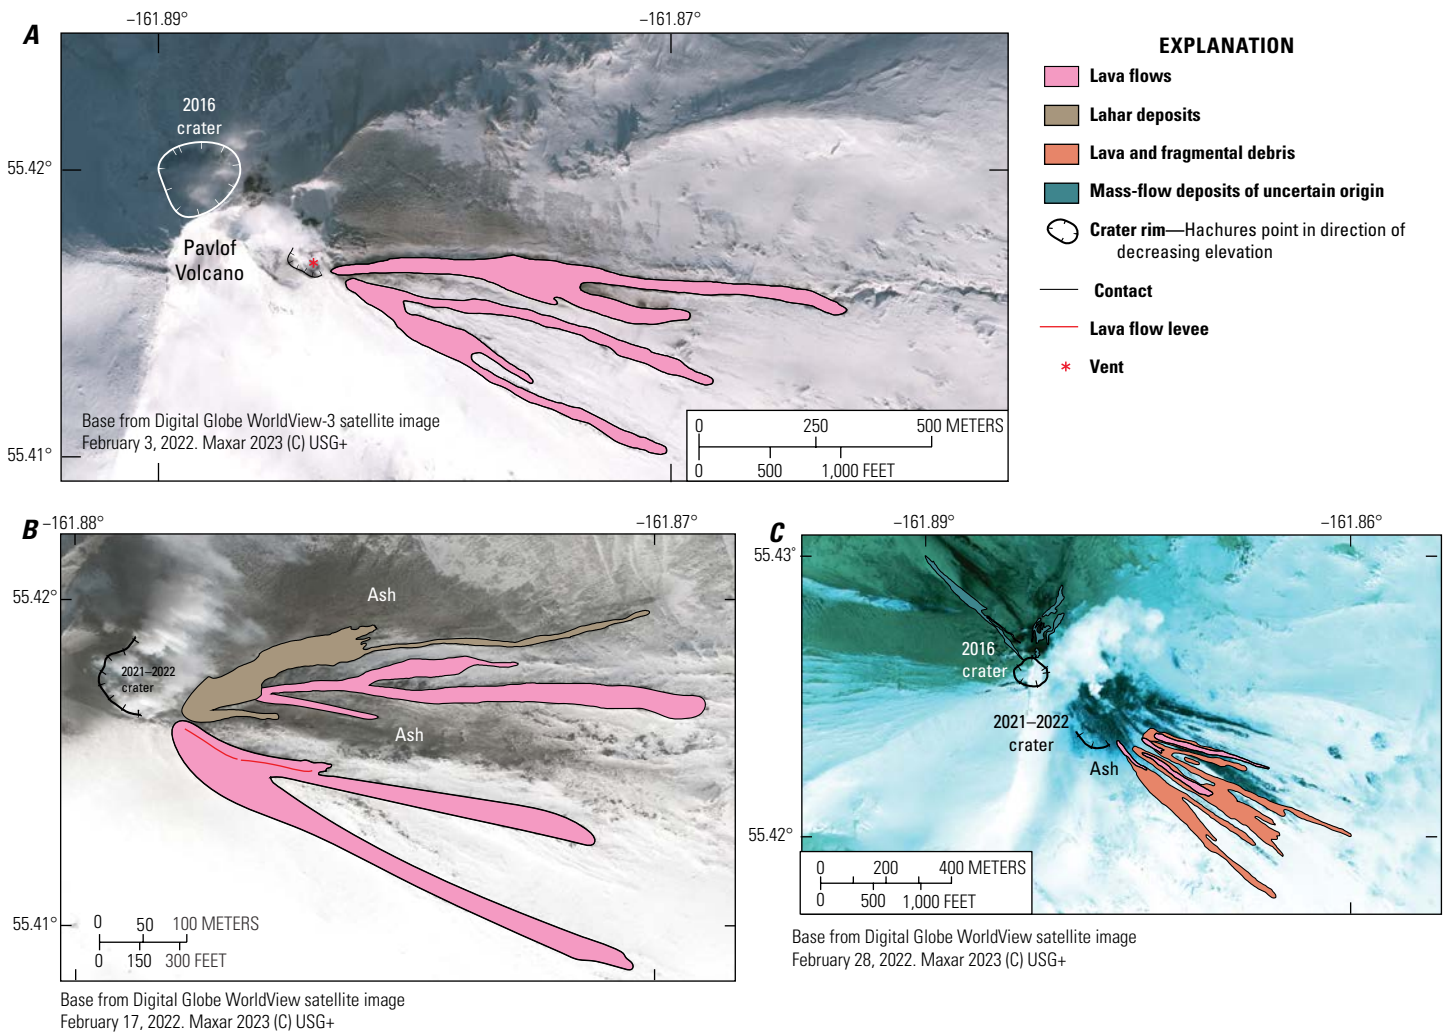 A
−161.89°
−161.87°
2016
crater
55.42°
Pavlof
Volcano
Base from Digital Globe WorldView-3 satellite image
February 3, 2022. Maxar 2023 (C) USG+
55.41°
0 250 500 METERS
0 500 1,000 FEET
EXPLANATION
Lava flows
Lahar deposits
Lava and fragmental debris
Mass-flow deposits of uncertain origin
Crater rim—Hachures point in direction of
decreasing elevation
Contact
Lava flow levee
Vent
B
−161.88°
−161.87°
55.42°
Ash
2021–2022
crater
Ash
55.41°
0 50 100 METERS
0 150 300 FEET
Base from Digital Globe WorldView satellite image
February 17, 2022. Maxar 2023 (C) USG+
C
−161.89°
−161.86°
55.43°
2016
crater
2021–2022
crater
Ash
55.42°
0 200 400 METERS
0 500 1,000 FEET
Base from Digital Globe WorldView satellite image
February 28, 2022. Maxar 2023 (C) USG+